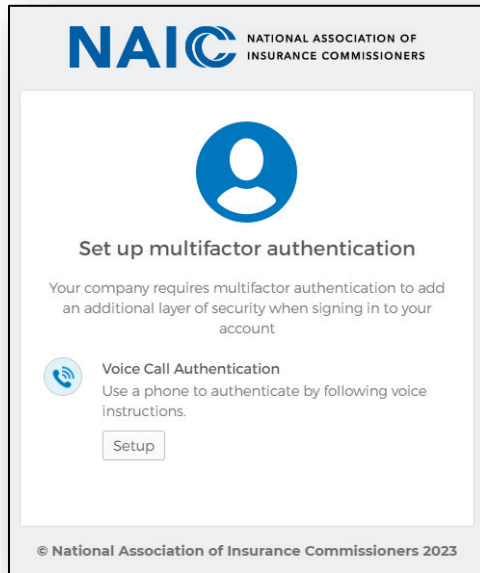 NAIC NATIONAL ASSOCIATION OF
INSURANCE COMMISSIONERS
Set up multifactor authentication
Your company requires multifactor authentication to add
an additional layer of security when signing in to your
account
Voice Call Authentication
Use a phone to authenticate by following voice
instructions.
Setup
© National Association of Insurance Commissioners 2023